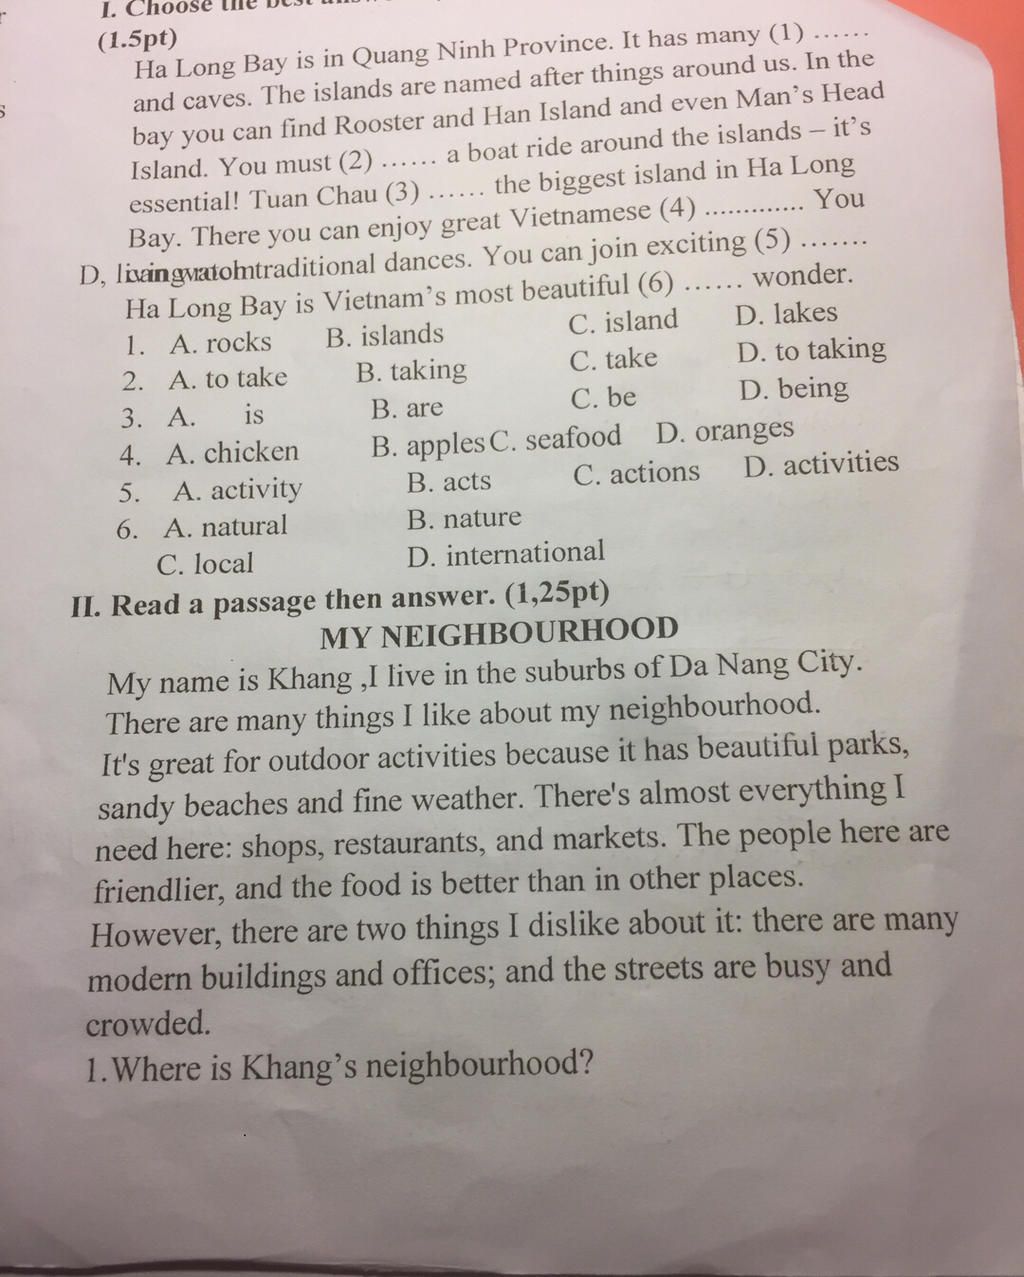 I. Choose the
(1.5pt)
Ha Long Bay is in Quang Ninh Province. It has many (1) ……
and caves. The islands are named after things around us. In the
bay you can find Rooster and Han Island and even Man’s Head
Island. You must (2) …… a boat ride around the islands – it’s
essential! Tuan Chau (3) …… the biggest island in Ha Long
Bay. There you can enjoy great Vietnamese (4) ............. You
traditional dances. You can join exciting (5) …….
Ha Long Bay is Vietnam’s most beautiful (6) …… wonder.
1. A. rocks B. islands C. island D. lakes
2. A. to take B. taking C. take D. to taking
3. A. is B. are C. be D. being
4. A. chicken B. apples C. seafood D. oranges
5. A. activity B. acts C. actions D. activities
6. A. natural B. nature
C. local D. international
II. Read a passage then answer. (1,25pt)
MY NEIGHBOURHOOD
My name is Khang ,I live in the suburbs of Da Nang City.
There are many things I like about my neighbourhood.
It's great for outdoor activities because it has beautiful parks,
sandy beaches and fine weather. There's almost everything I
need here: shops, restaurants, and markets. The people here are
friendlier, and the food is better than in other places.
However, there are two things I dislike about it: there are many
modern buildings and offices; and the streets are busy and
crowded.
1.Where is Khang’s neighbourhood?